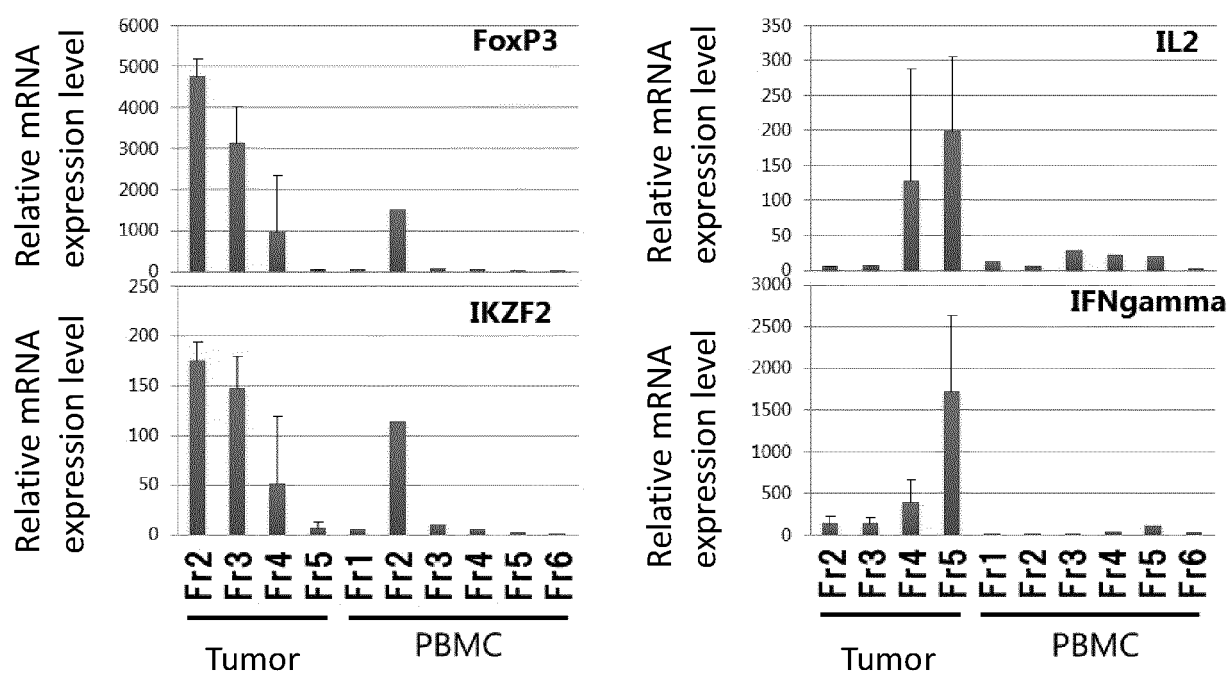 Relative mRNA
expression level
6000
5000
4000
3000
2000
1000
0
FoxP3
Relative mRNA
expression level
250
200
150
100
50
0
IKZF2
Fr2
Fr3
Fr4
Fr5
Fr1
Fr2
Fr3
Fr4
Fr5
Fr6
Tumor
PBMC
Relative mRNA
expression level
350
300
250
200
150
100
50
0
IL2
Relative mRNA
expression level
3000
2500
2000
1500
1000
500
0
IFNgamma
Fr2
Fr3
Fr4
Fr5
Fr1
Fr2
Fr3
Fr4
Fr5
Fr6
Tumor
PBMC